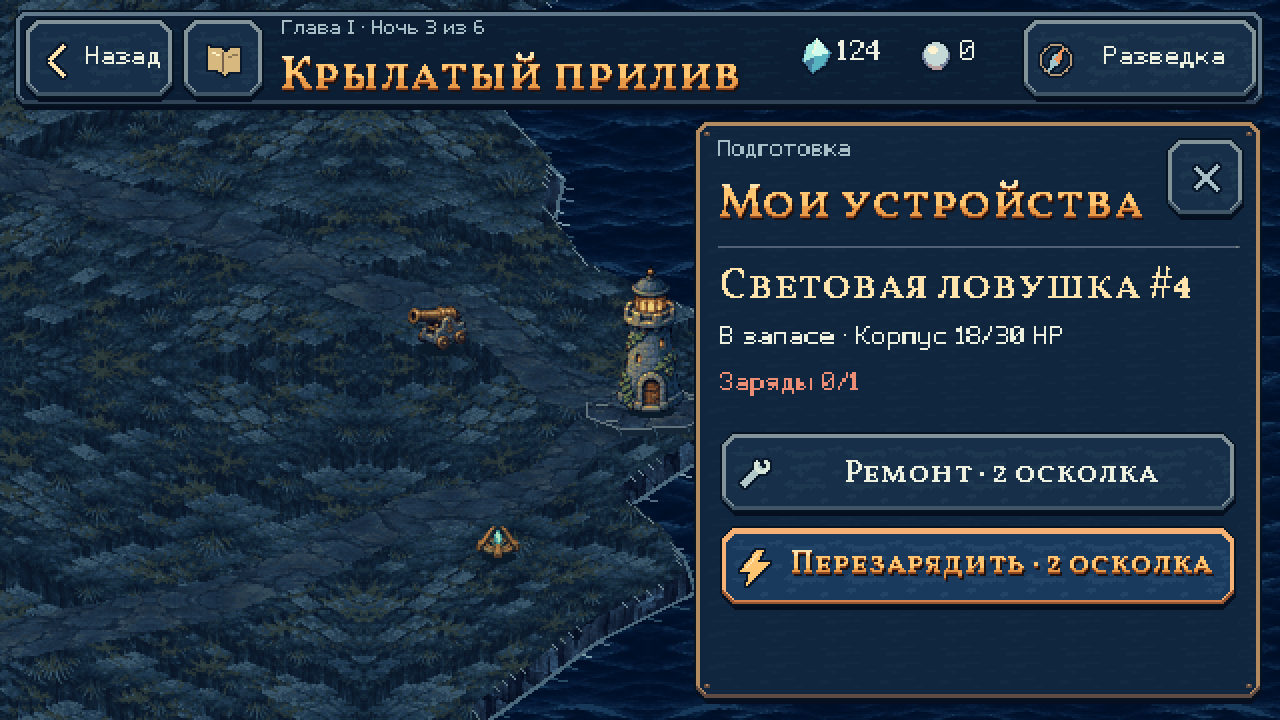 Назад
Глава I · Ночь 3 из 6
Крылатый прилив
124
0
Разведка
Подготовка
Мои устройства
Световая ловушка #4
В запасе · Корпус 18/30 HP
Заряды 0/1
Ремонт · 2 осколка
Перезарядить · 2 осколка